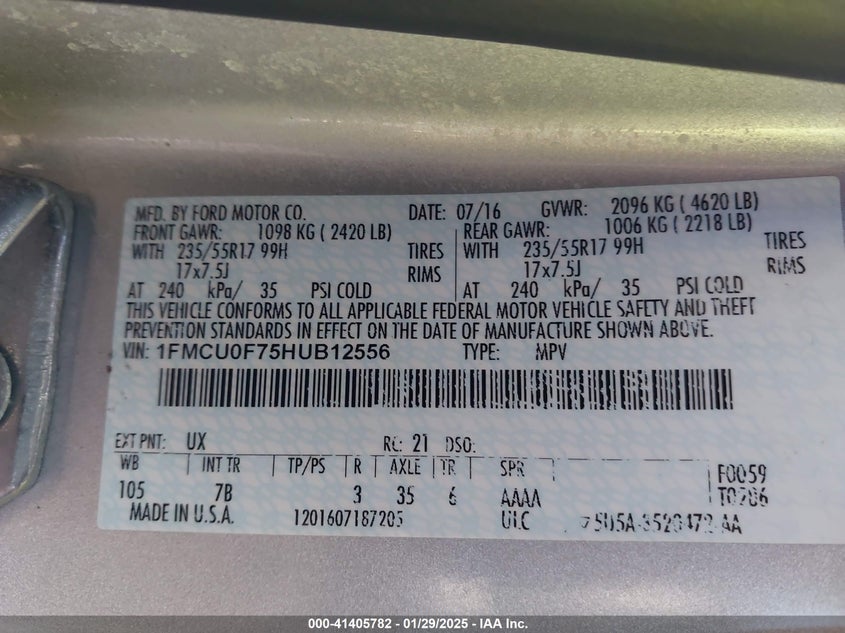 MFD. BY FORD MOTOR CO. DATE: 07/16 GVWR: 2096 KG ( 4620 LB)
FRONT GAWR: 1098 KG ( 2420 LB) REAR GAWR: 1006 KG ( 2218 LB)
WITH 235/55R17 99H TIRES WITH 235/55R17 99H TIRES
17x7.5J RIMS 17x7.5J RIMS
AT 240 kPa/ 35 PSI COLD AT 240 kPa/ 35 PSI COLD
THIS VEHICLE CONFORMS TO ALL APPLICABLE FEDERAL MOTOR VEHICLE SAFETY AND THEFT
PREVENTION STANDARDS IN EFFECT ON THE DATE OF MANUFACTURE SHOWN ABOVE.
VIN: 1FMCU0F75HUB12556 TYPE: MPV
EXT PNT: UX RC: 21 DSO:
WB INT TR TP/PS R AXLE TR SPR F0059
105 7B 3 35 6 AAAA
MADE IN U.S.A. 1201607187205
000-41405782 - 01/29/2025 - IAA Inc.